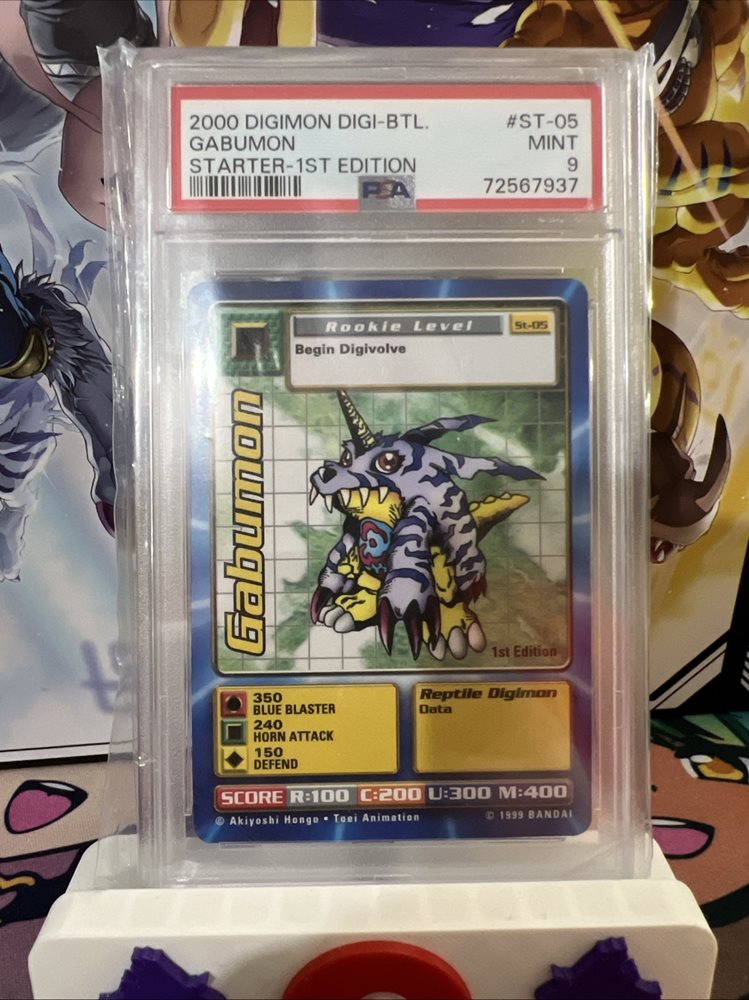 2000 DIGIMON DIGI-BTL. #ST-05
GABUMON MINT
STARTER-1ST EDITION 9
PSA 72567937
Rookie Level St-05
Begin Digivolve
Gabumon
1st Edition
350
BLUE BLASTER
240
HORN ATTACK
150
DEFEND
Reptile Digimon
Data
SCORE R:100 C:200 U:300 M:400
© Akiyoshi Hongo • Toei Animation © 1999 BANDAI